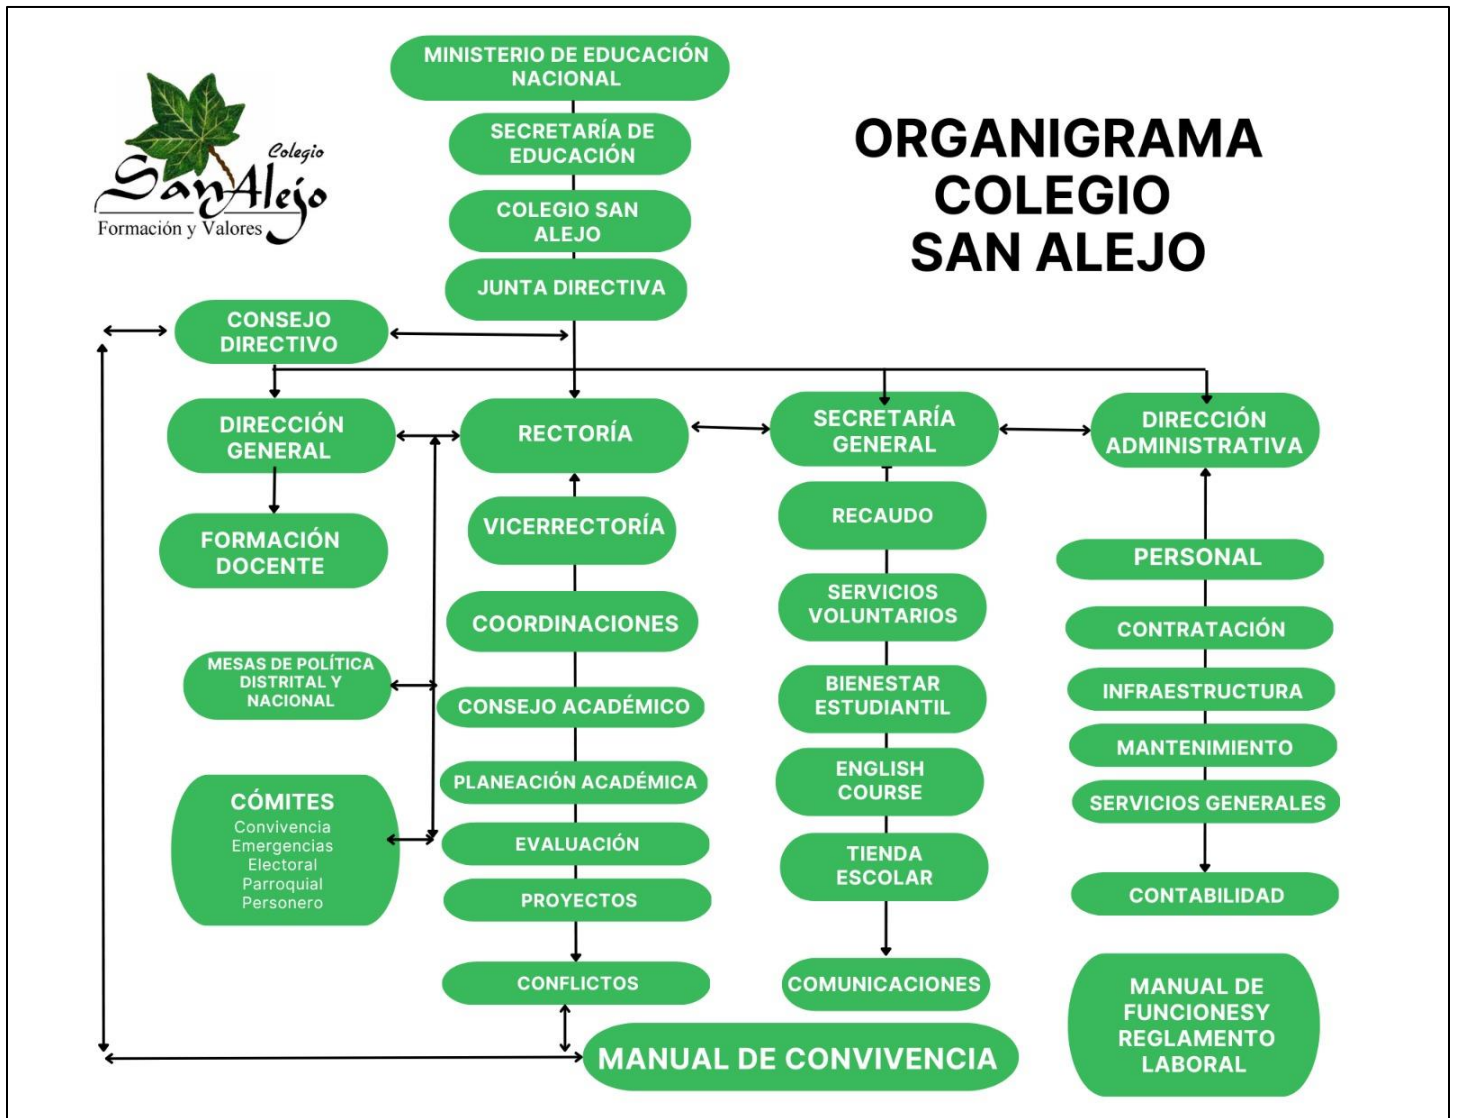 Colegio
San Alejo
Formación y Valores
MINISTERIO DE EDUCACIÓN
NACIONAL
SECRETARÍA DE
EDUCACIÓN
COLEGIO SAN
ALEJO
JUNTA DIRECTIVA
ORGANIGRAMA
COLEGIO
SAN ALEJO
CONSEJO
DIRECTIVO
DIRECCIÓN
GENERAL
FORMACIÓN
DOCENTE
MESAS DE POLÍTICA
DISTRITAL Y
NACIONAL
CÓMITES
Convivencia
Emergencias
Electoral
Parroquial
Personero
RECTORÍA
VICERRECTORÍA
COORDINACIONES
CONSEJO ACADÉMICO
PLANEACIÓN ACADÉMICA
EVALUACIÓN
PROYECTOS
CONFLICTOS
MANUAL DE CONVIVENCIA
SECRETARÍA
GENERAL
RECAUDO
SERVICIOS
VOLUNTARIOS
BIENESTAR
ESTUDIANTIL
ENGLISH
COURSE
TIENDA
ESCOLAR
COMUNICACIONES
DIRECCIÓN
ADMINISTRATIVA
PERSONAL
CONTRATACIÓN
INFRAESTRUCTURA
MANTENIMIENTO
SERVICIOS GENERALES
CONTABILIDAD
MANUAL DE
FUNCIONESY
REGLAMENTO
LABORAL